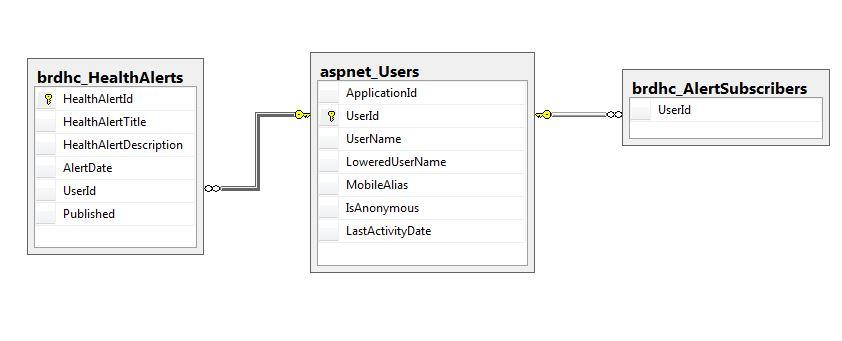 brdhc_HealthAlerts
HealthAlertId
HealthAlertTitle
HealthAlertDescription
AlertDate
UserId
Published
aspnet_Users
ApplicationId
UserId
UserName
LoweredUserName
MobileAlias
IsAnonymous
LastActivityDate
brdhc_AlertSubscribers
UserId